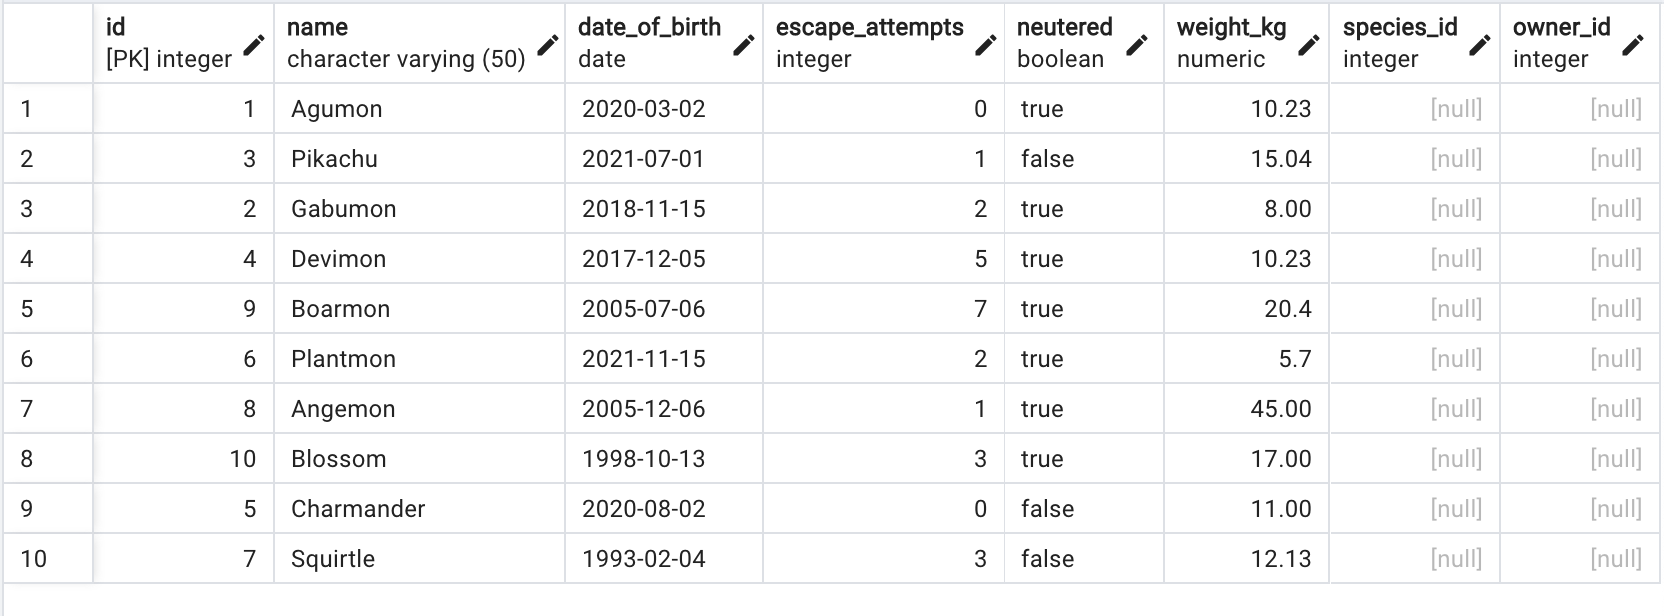 id name date_of_birth escape_attempts neutered weight_kg species_id owner_id
[PK] integer character varying (50) date integer boolean numeric integer integer
1 1 Agumon 2020-03-02 0 true 10.23 [null] [null]
2 3 Pikachu 2021-07-01 1 false 15.04 [null] [null]
3 2 Gabumon 2018-11-15 2 true 8.00 [null] [null]
4 4 Devimon 2017-12-05 5 true 10.23 [null] [null]
5 9 Boarmon 2005-07-06 7 true 20.4 [null] [null]
6 6 Plantmon 2021-11-15 2 true 5.7 [null] [null]
7 8 Angemon 2005-12-06 1 true 45.00 [null] [null]
8 10 Blossom 1998-10-13 3 true 17.00 [null] [null]
9 5 Charmander 2020-08-02 0 false 11.00 [null] [null]
10 7 Squirtle 1993-02-04 3 false 12.13 [null] [null]